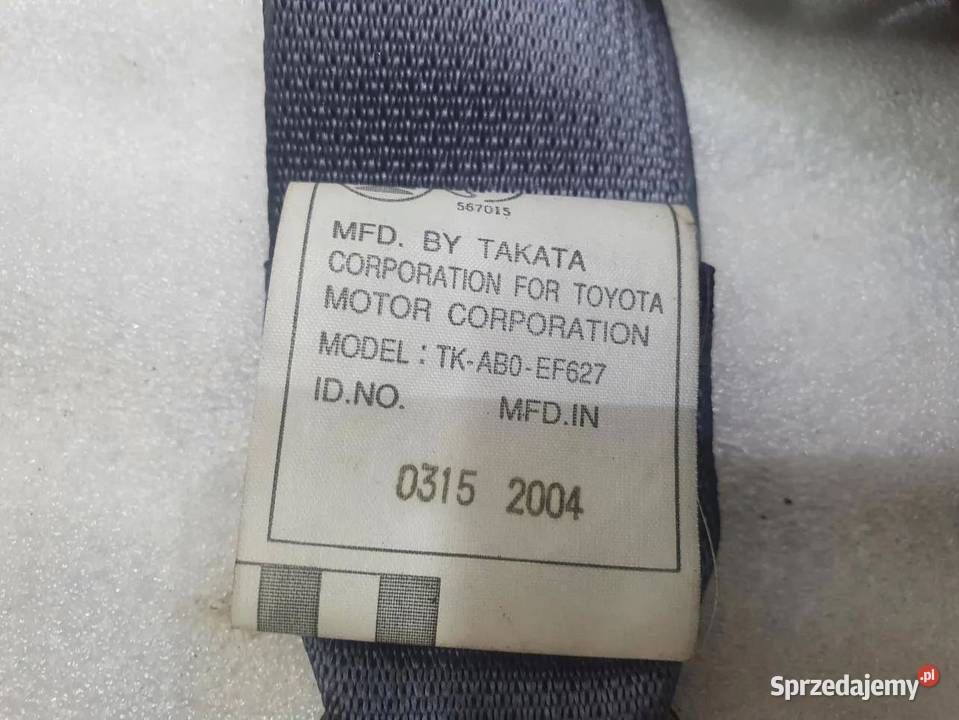 567015
MFD. BY TAKATA
CORPORATION FOR TOYOTA
MOTOR CORPORATION
MODEL : TK-AB0-EF627
ID.NO. MFD.IN
0315 2004
Sprzedajemy.pl